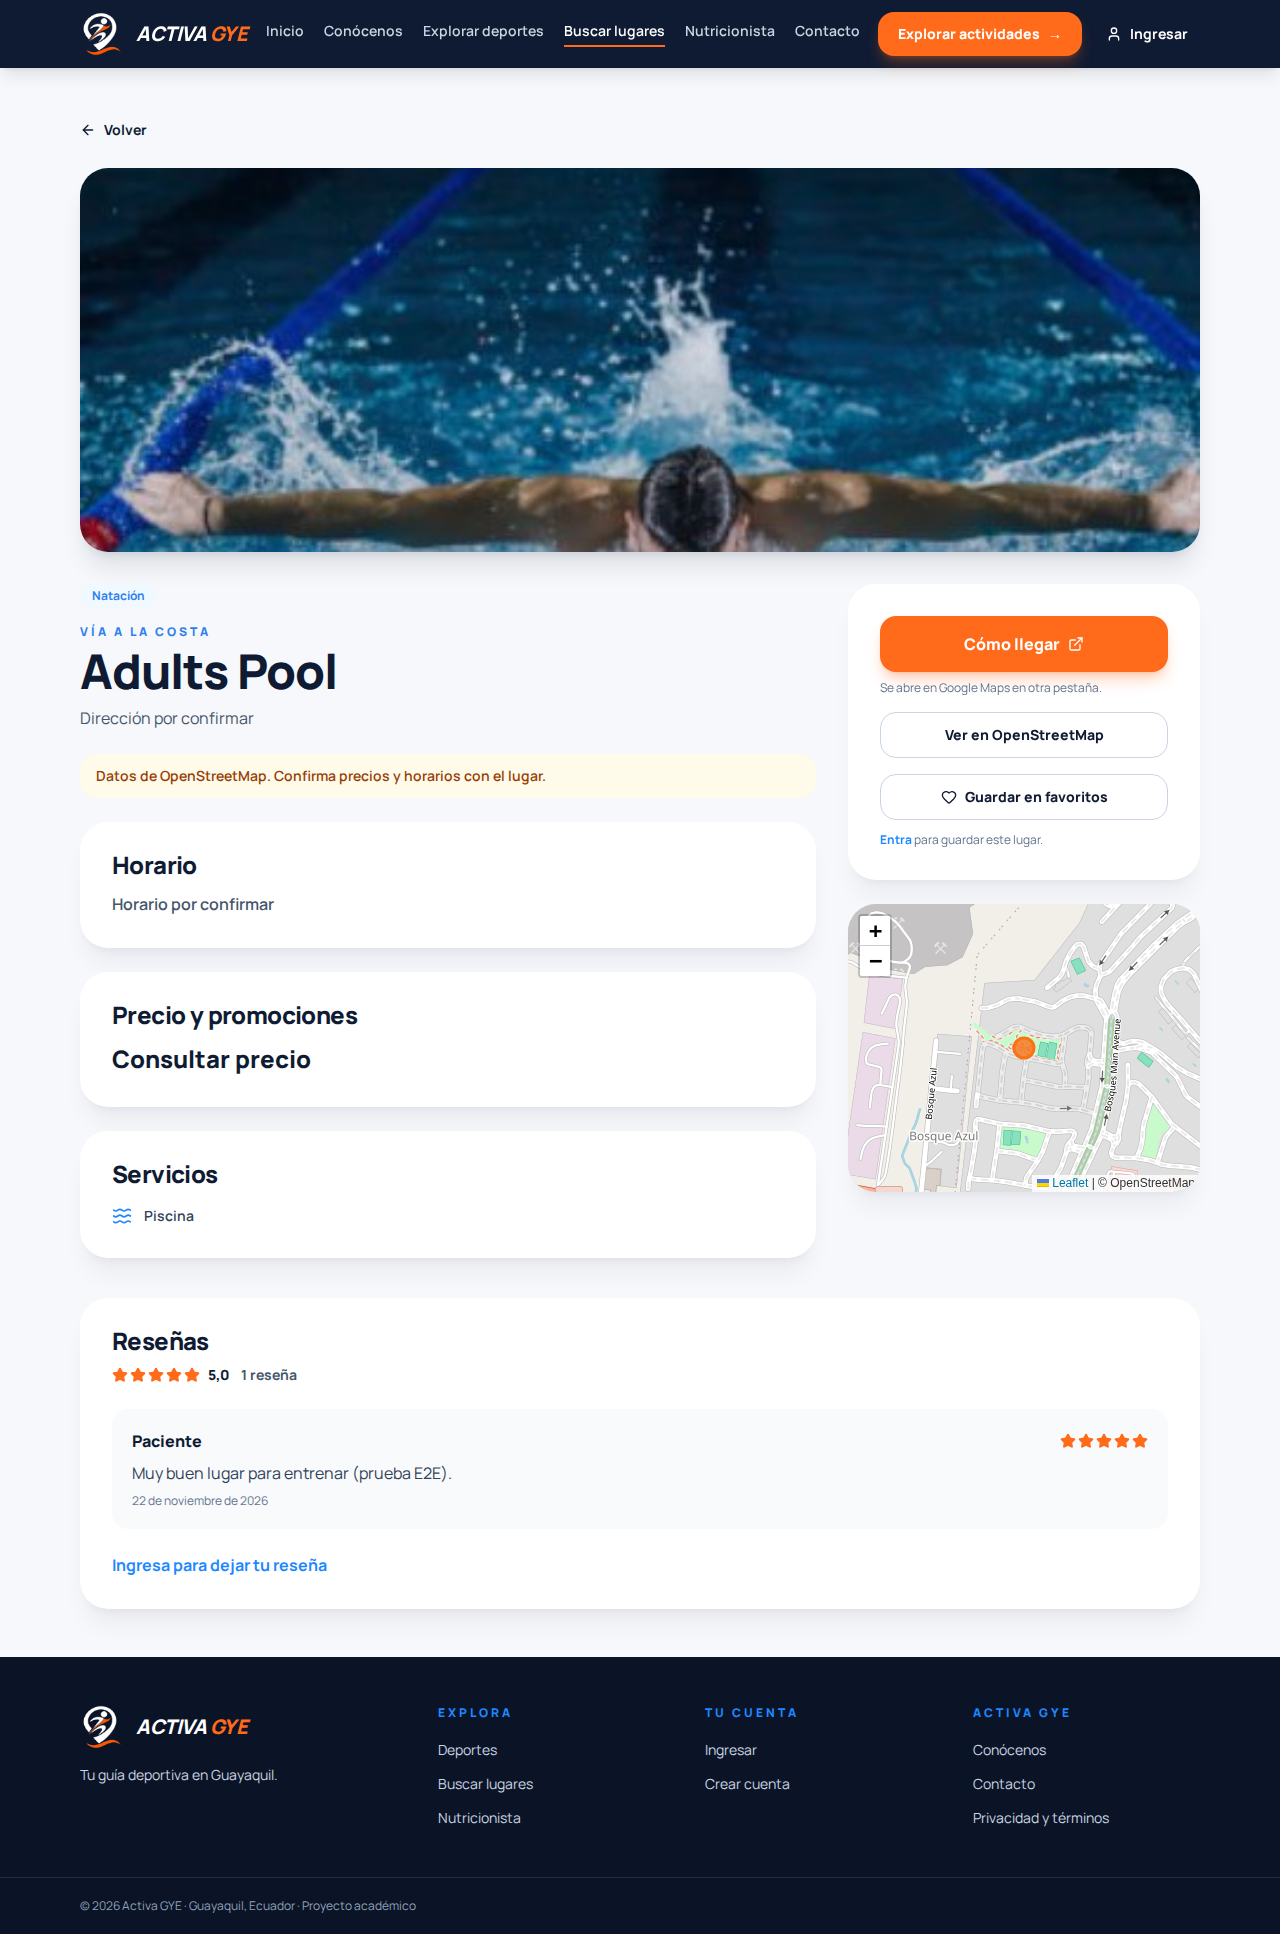 ACTIVA GYE
Inicio
Conócenos
Explorar deportes
Buscar lugares
Nutricionista
Contacto
Explorar actividades →
Ingresar
Volver
Natación
VÍA A LA COSTA
Adults Pool
Dirección por confirmar
Datos de OpenStreetMap. Confirma precios y horarios con el lugar.
Horario
Horario por confirmar
Precio y promociones
Consultar precio
Servicios
Piscina
Cómo llegar
Se abre en Google Maps en otra pestaña.
Ver en OpenStreetMap
Guardar en favoritos
Entra para guardar este lugar.
+
−
Bosque Azul
Bosques Main Avenue
Bosque Azul
Leaflet | © OpenStreetMap
Reseñas
5,0 1 reseña
Paciente
Muy buen lugar para entrenar (prueba E2E).
22 de noviembre de 2026
Ingresa para dejar tu reseña
ACTIVA GYE
Tu guía deportiva en Guayaquil.
EXPLORA
Deportes
Buscar lugares
Nutricionista
TU CUENTA
Ingresar
Crear cuenta
ACTIVA GYE
Conócenos
Contacto
Privacidad y términos
© 2026 Activa GYE · Guayaquil, Ecuador · Proyecto académico